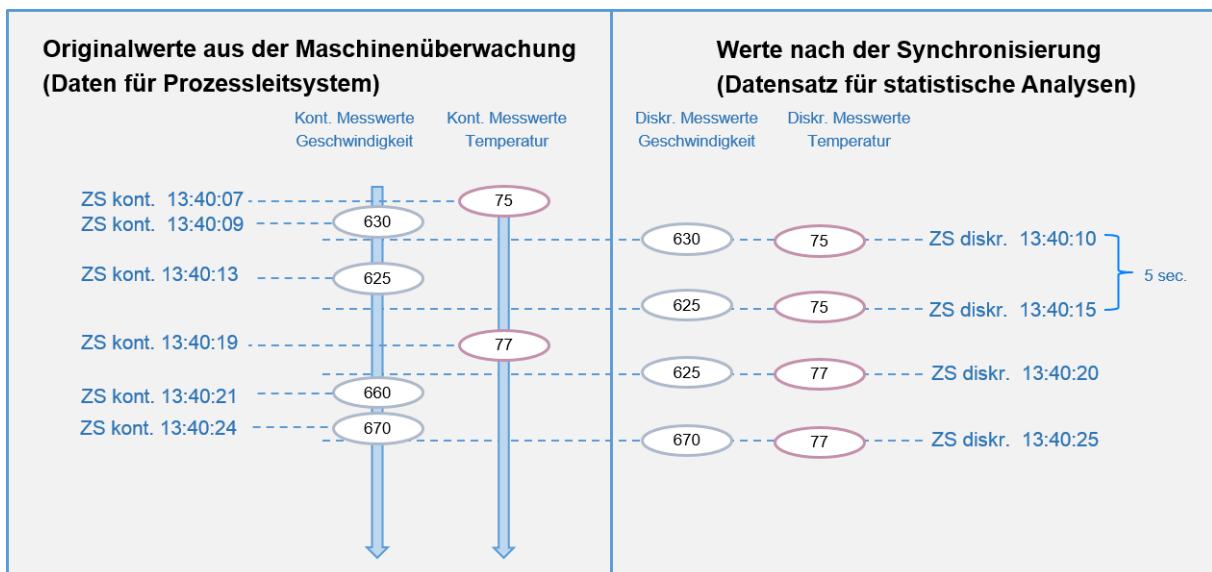 Originalwerte aus der Maschinenüberwachung
(Daten für Prozessleitsystem)
Kont. Messwerte
Geschwindigkeit
Kont. Messwerte
Temperatur
ZS kont. 13:40:07
75
ZS kont. 13:40:09
630
ZS kont. 13:40:13
625
ZS kont. 13:40:19
77
ZS kont. 13:40:21
660
ZS kont. 13:40:24
670
Werte nach der Synchronisierung
(Datensatz für statistische Analysen)
Diskr. Messwerte
Geschwindigkeit
Diskr. Messwerte
Temperatur
630
75
ZS diskr. 13:40:10
5 sec.
625
75
ZS diskr. 13:40:15
625
77
ZS diskr. 13:40:20
670
77
ZS diskr. 13:40:25